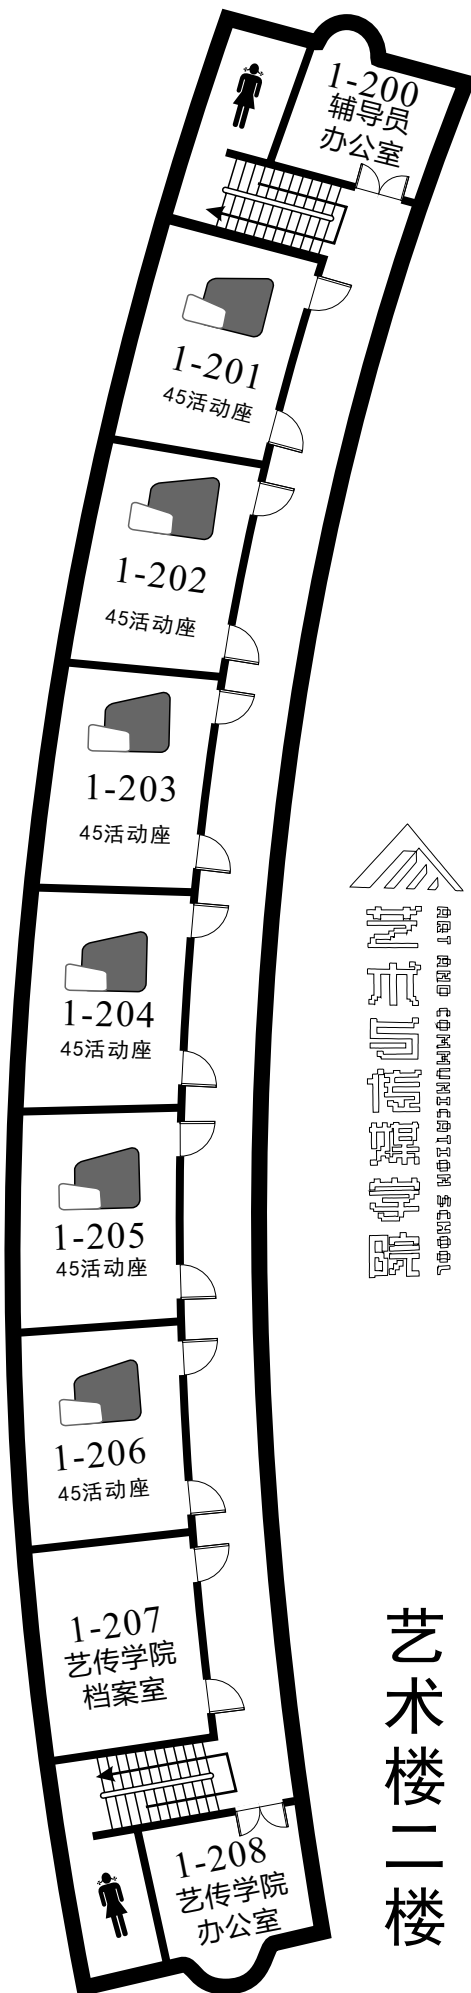 1-200
辅导员
办公室
1-201
45活动座
1-202
45活动座
1-203
45活动座
1-204
45活动座
1-205
45活动座
1-206
45活动座
1-207
艺传学院
档案室
1-208
艺传学院
办公室
艺术与传媒学院
ART AND COMMUNICATION SCHOOL
艺术楼二楼